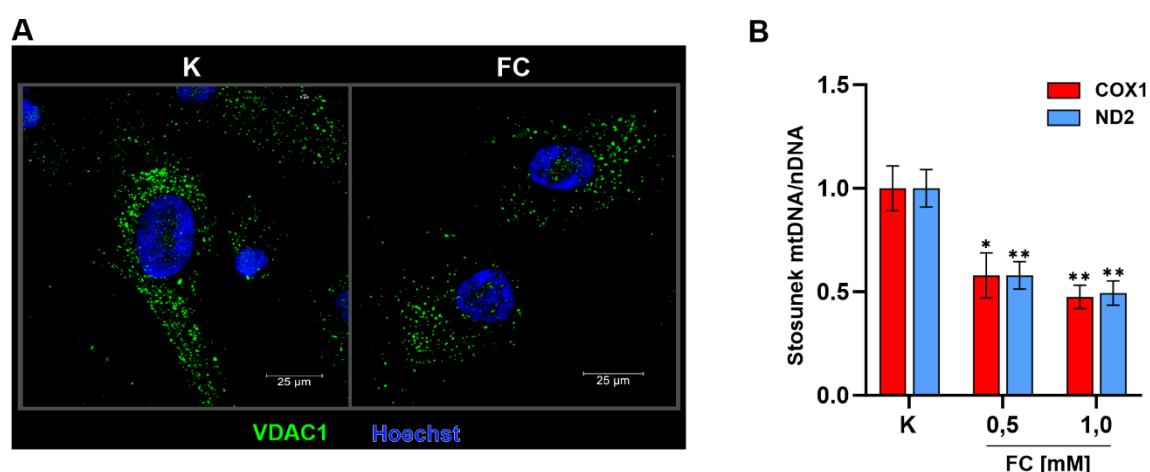 A
K
FC
25 µm
25 µm
VDAC1 Hoechst
B
Stosunek mtDNA/nDNA
1.5
1.0
0.5
0.0
COX1
ND2
*
**
**
**
K
0,5
1,0
FC [mM]